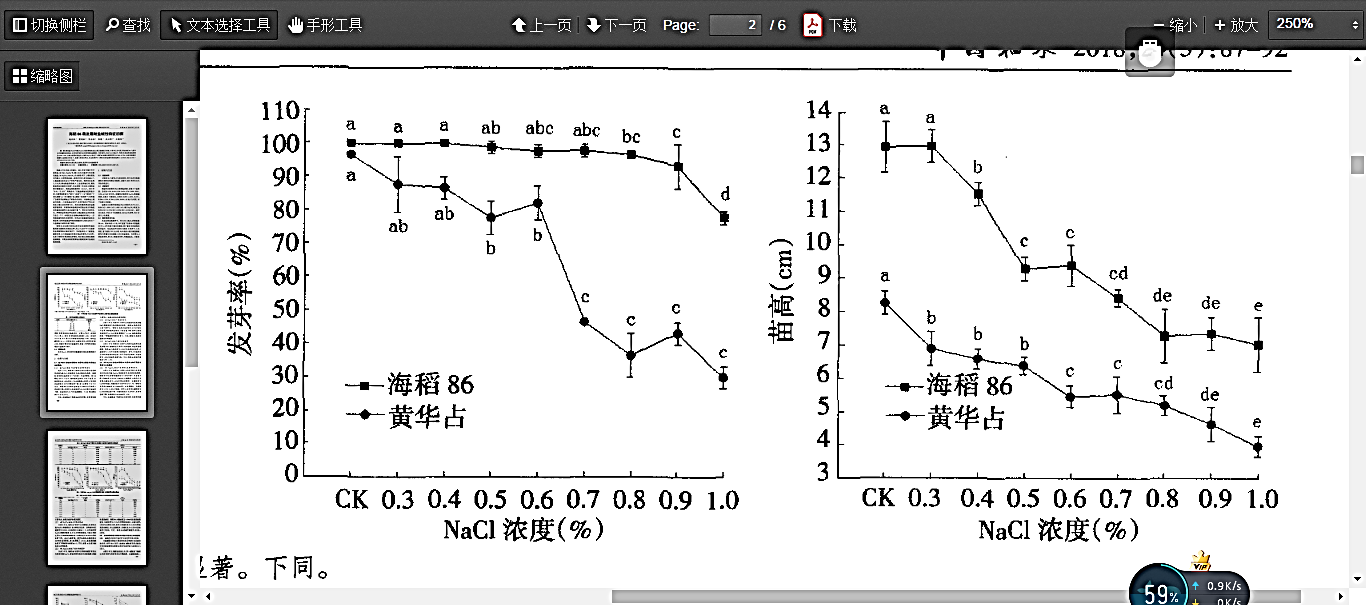 切换侧栏 查找 文本选择工具 手形工具 上一页 下一页 Page: 2 / 6 下载 缩小 放大 250%
缩略图
110
100
90
80
70
60
50
40
30
20
10
0
发芽率(%)
a a a ab abc abc bc c d
a ab ab b b c c c c
海稻 86
黄华占
CK 0.3 0.4 0.5 0.6 0.7 0.8 0.9 1.0
NaCl 浓度(%)
14
13
12
11
10
9
8
7
6
5
4
3
苗高(cm)
a a b c c cd de de e
a b b b c c cd de e
海稻 86
黄华占
CK 0.3 0.4 0.5 0.6 0.7 0.8 0.9 1.0
NaCl 浓度(%)
著。下同。
VIP
59%
0.9K/s
0K/s